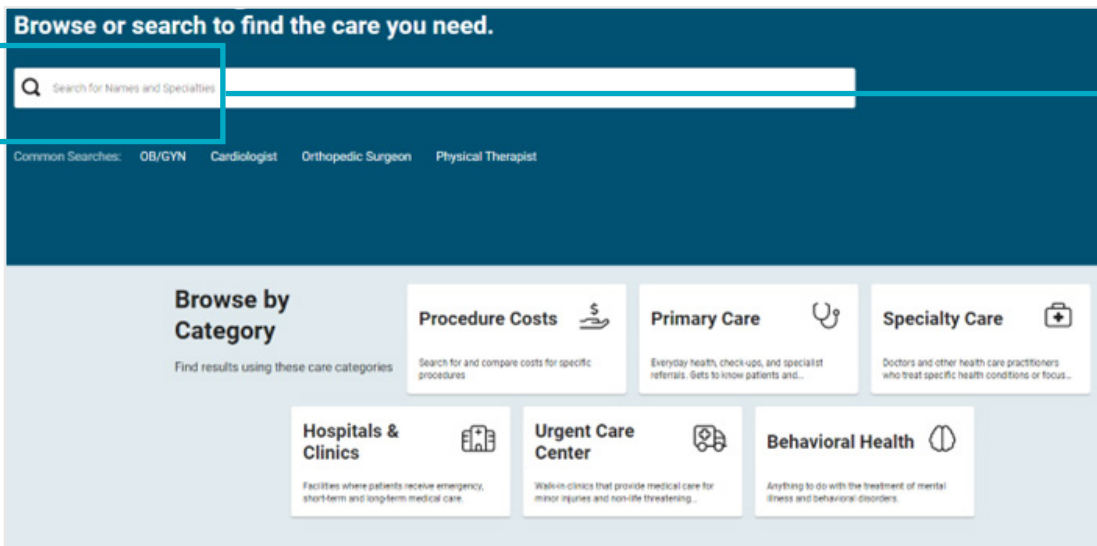 Browse or search to find the care you need.
Search for Names and Specialties
Common Searches: OB/GYN Cardiologist Orthopedic Surgeon Physical Therapist
Browse by
Category
Find results using these care categories
Procedure Costs
Search for and compare costs for specific
procedures
Primary Care
Everyday health, check-ups, and specialist
referrals. Gets to know patients and...
Specialty Care
Doctors and other health care practitioners
who treat specific health conditions or focus...
Hospitals &
Clinics
Facilities where patients receive emergency,
short-term and long-term medical care.
Urgent Care
Center
Walk-in clinics that provide medical care for
minor injuries and non-life threatening...
Behavioral Health
Anything to do with the treatment of mental
illness and behavioral disorders.